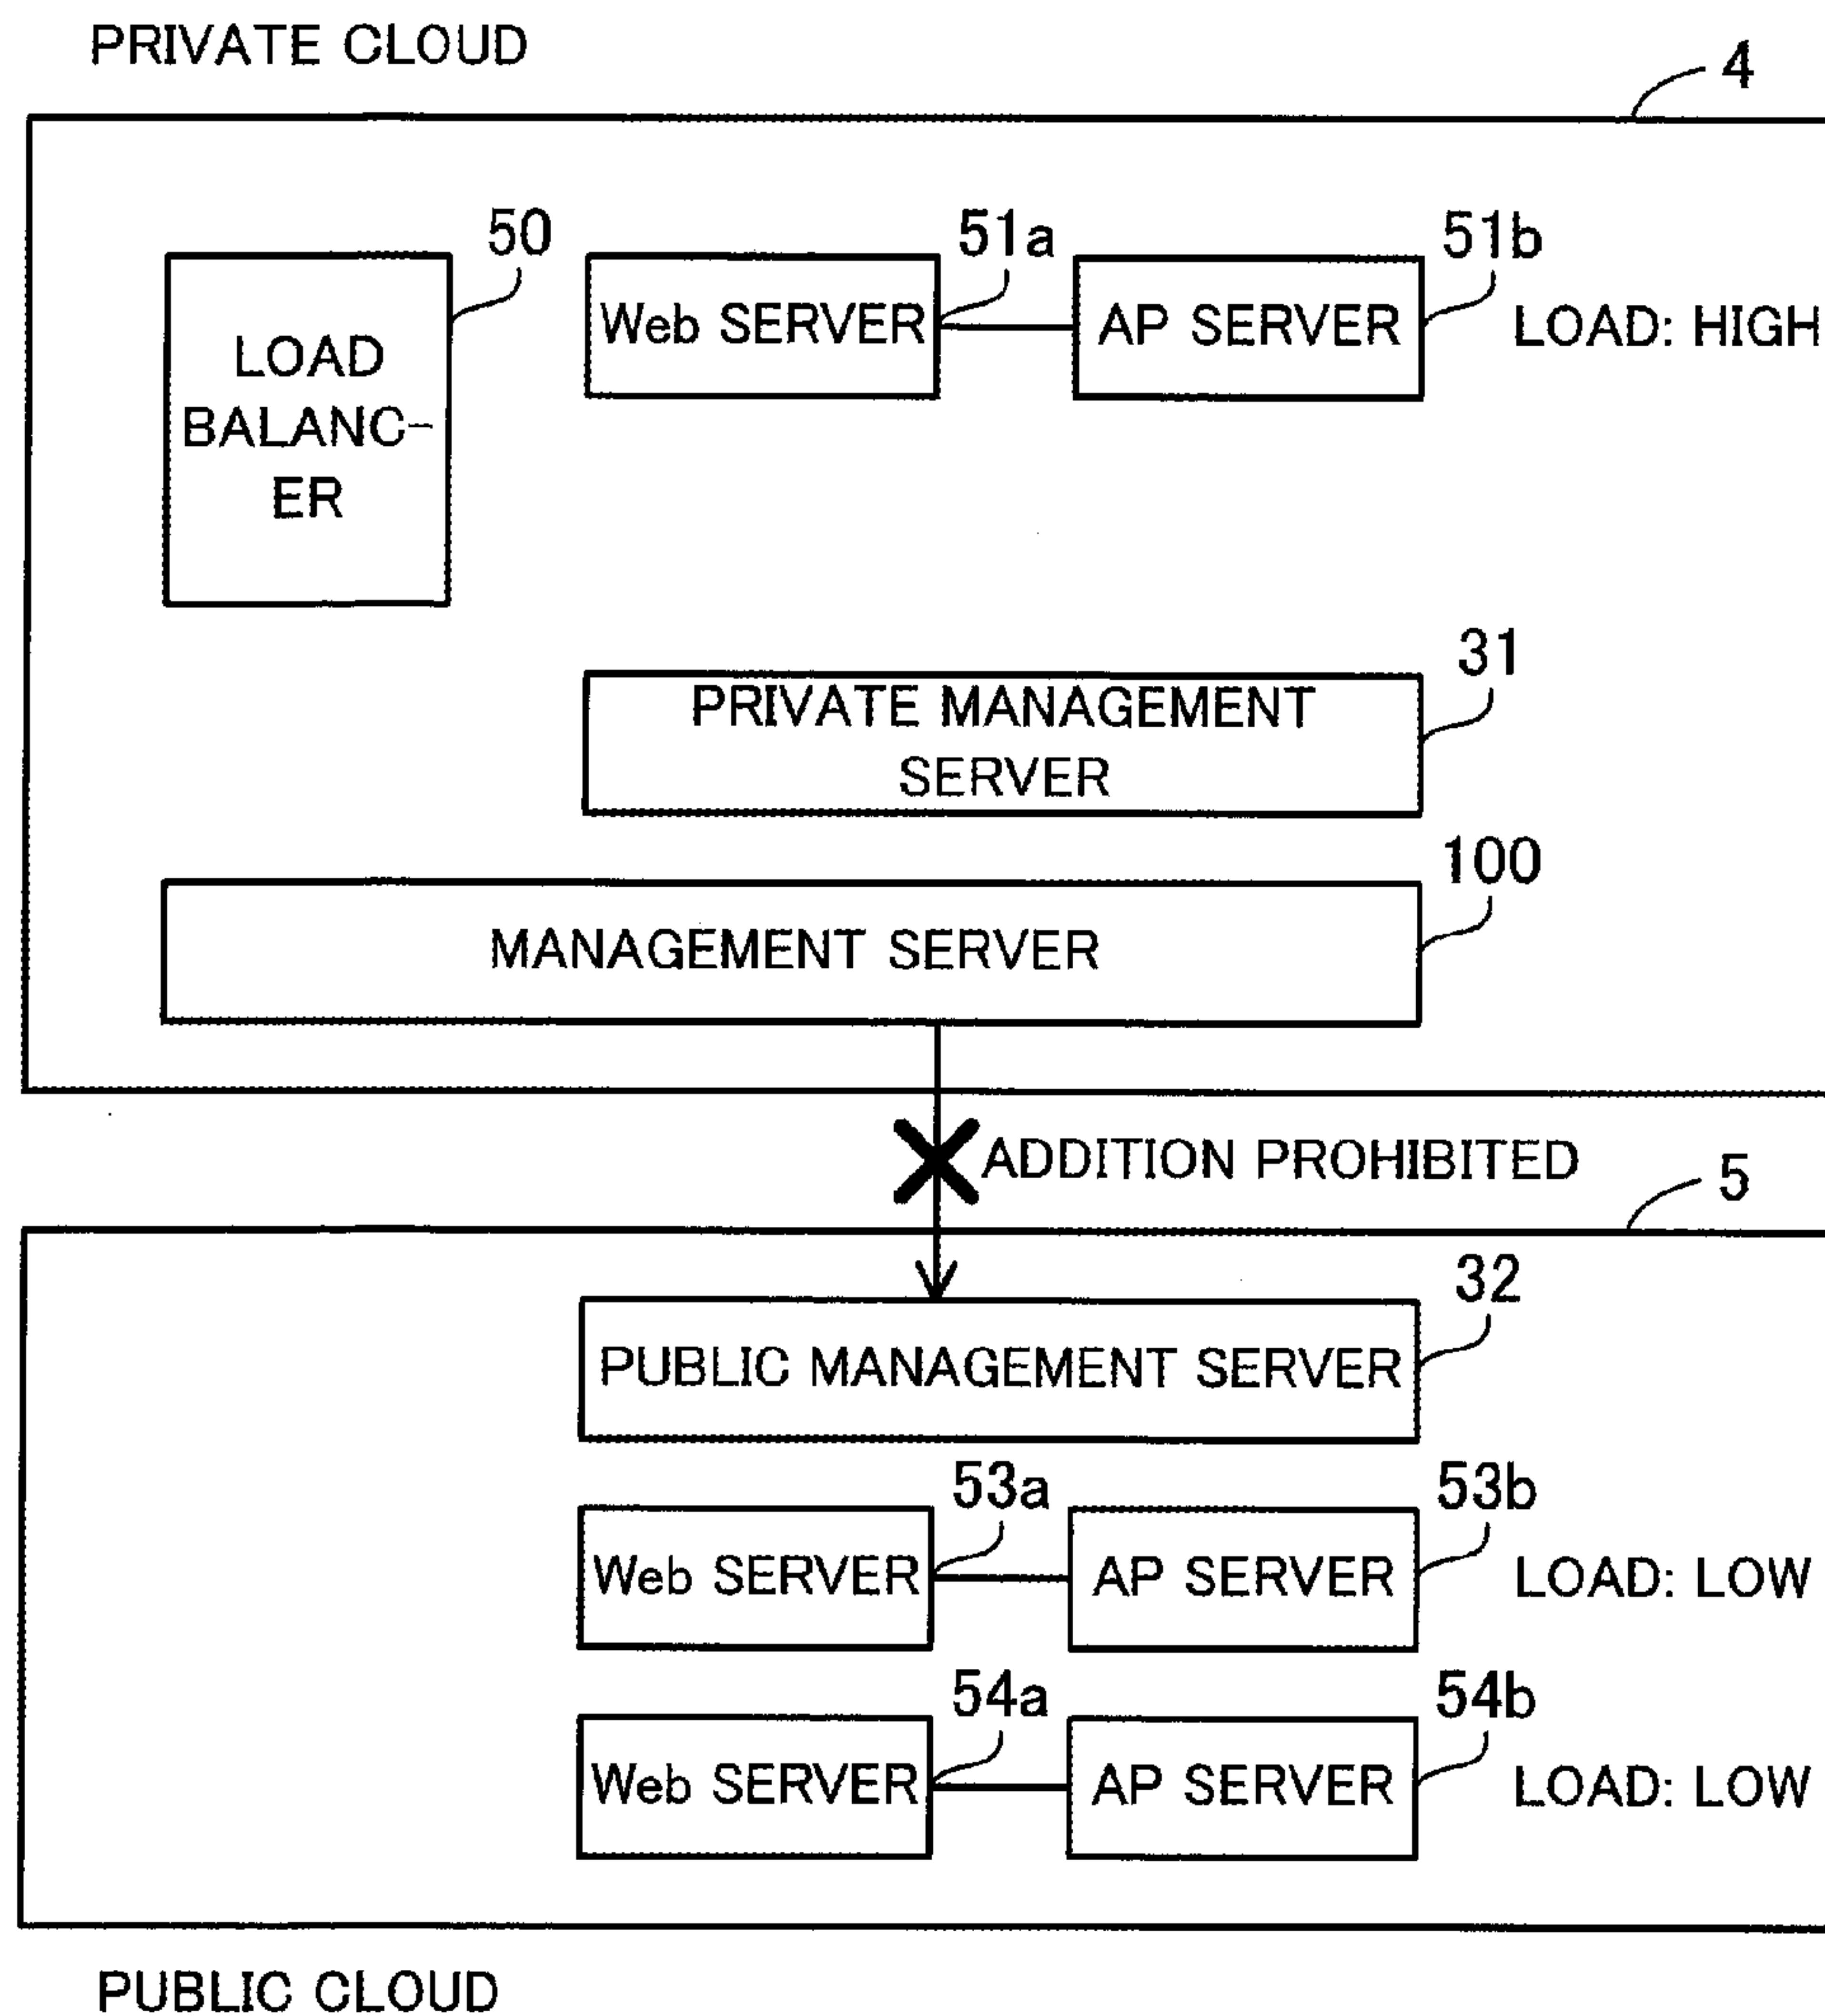 PRIVATE CLOUD
4
50
51a
51b
LOAD
BALANC-
ER
Web SERVER
AP SERVER
LOAD: HIGH
31
PRIVATE MANAGEMENT
SERVER
100
MANAGEMENT SERVER
ADDITION PROHIBITED
5
32
PUBLIC MANAGEMENT SERVER
53a
53b
Web SERVER
AP SERVER
LOAD: LOW
54a
54b
Web SERVER
AP SERVER
LOAD: LOW
PUBLIC CLOUD